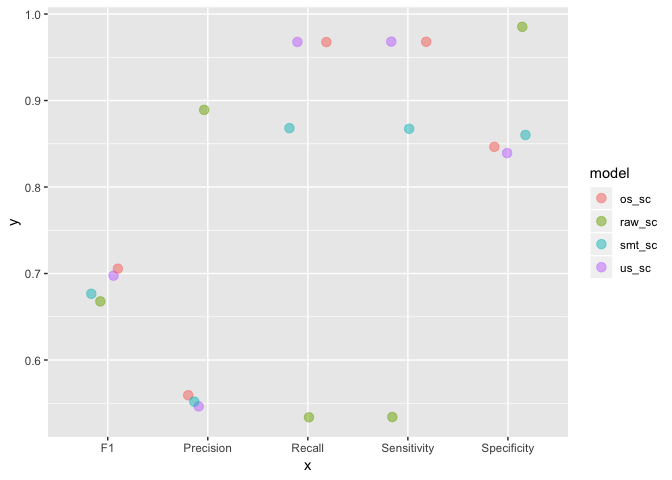 1.0
0.9
0.8
0.7
0.6
y
F1 Precision Recall Sensitivity Specificity
x
model
os_sc
raw_sc
smt_sc
us_sc